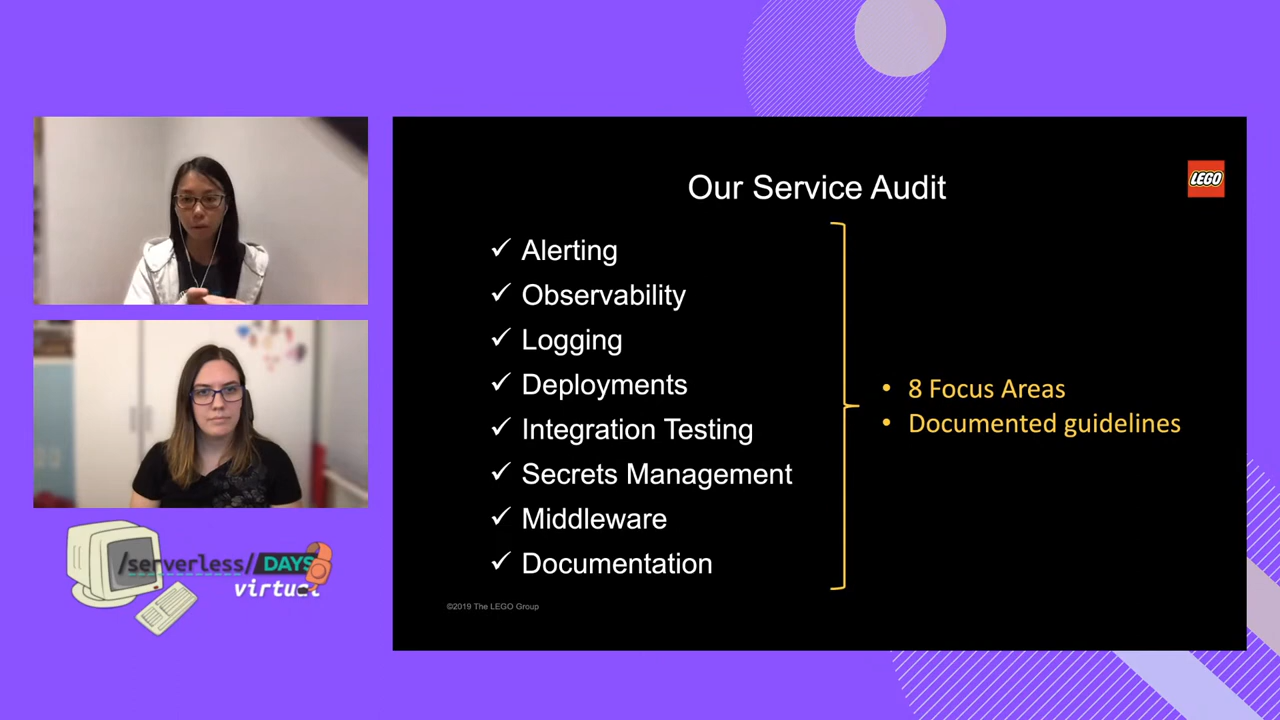 Our Service Audit
LEGO
✓ Alerting
✓ Observability
✓ Logging
✓ Deployments
✓ Integration Testing
✓ Secrets Management
✓ Middleware
✓ Documentation
• 8 Focus Areas
• Documented guidelines
©2019 The LEGO Group
/serverless//DAYS
virtual